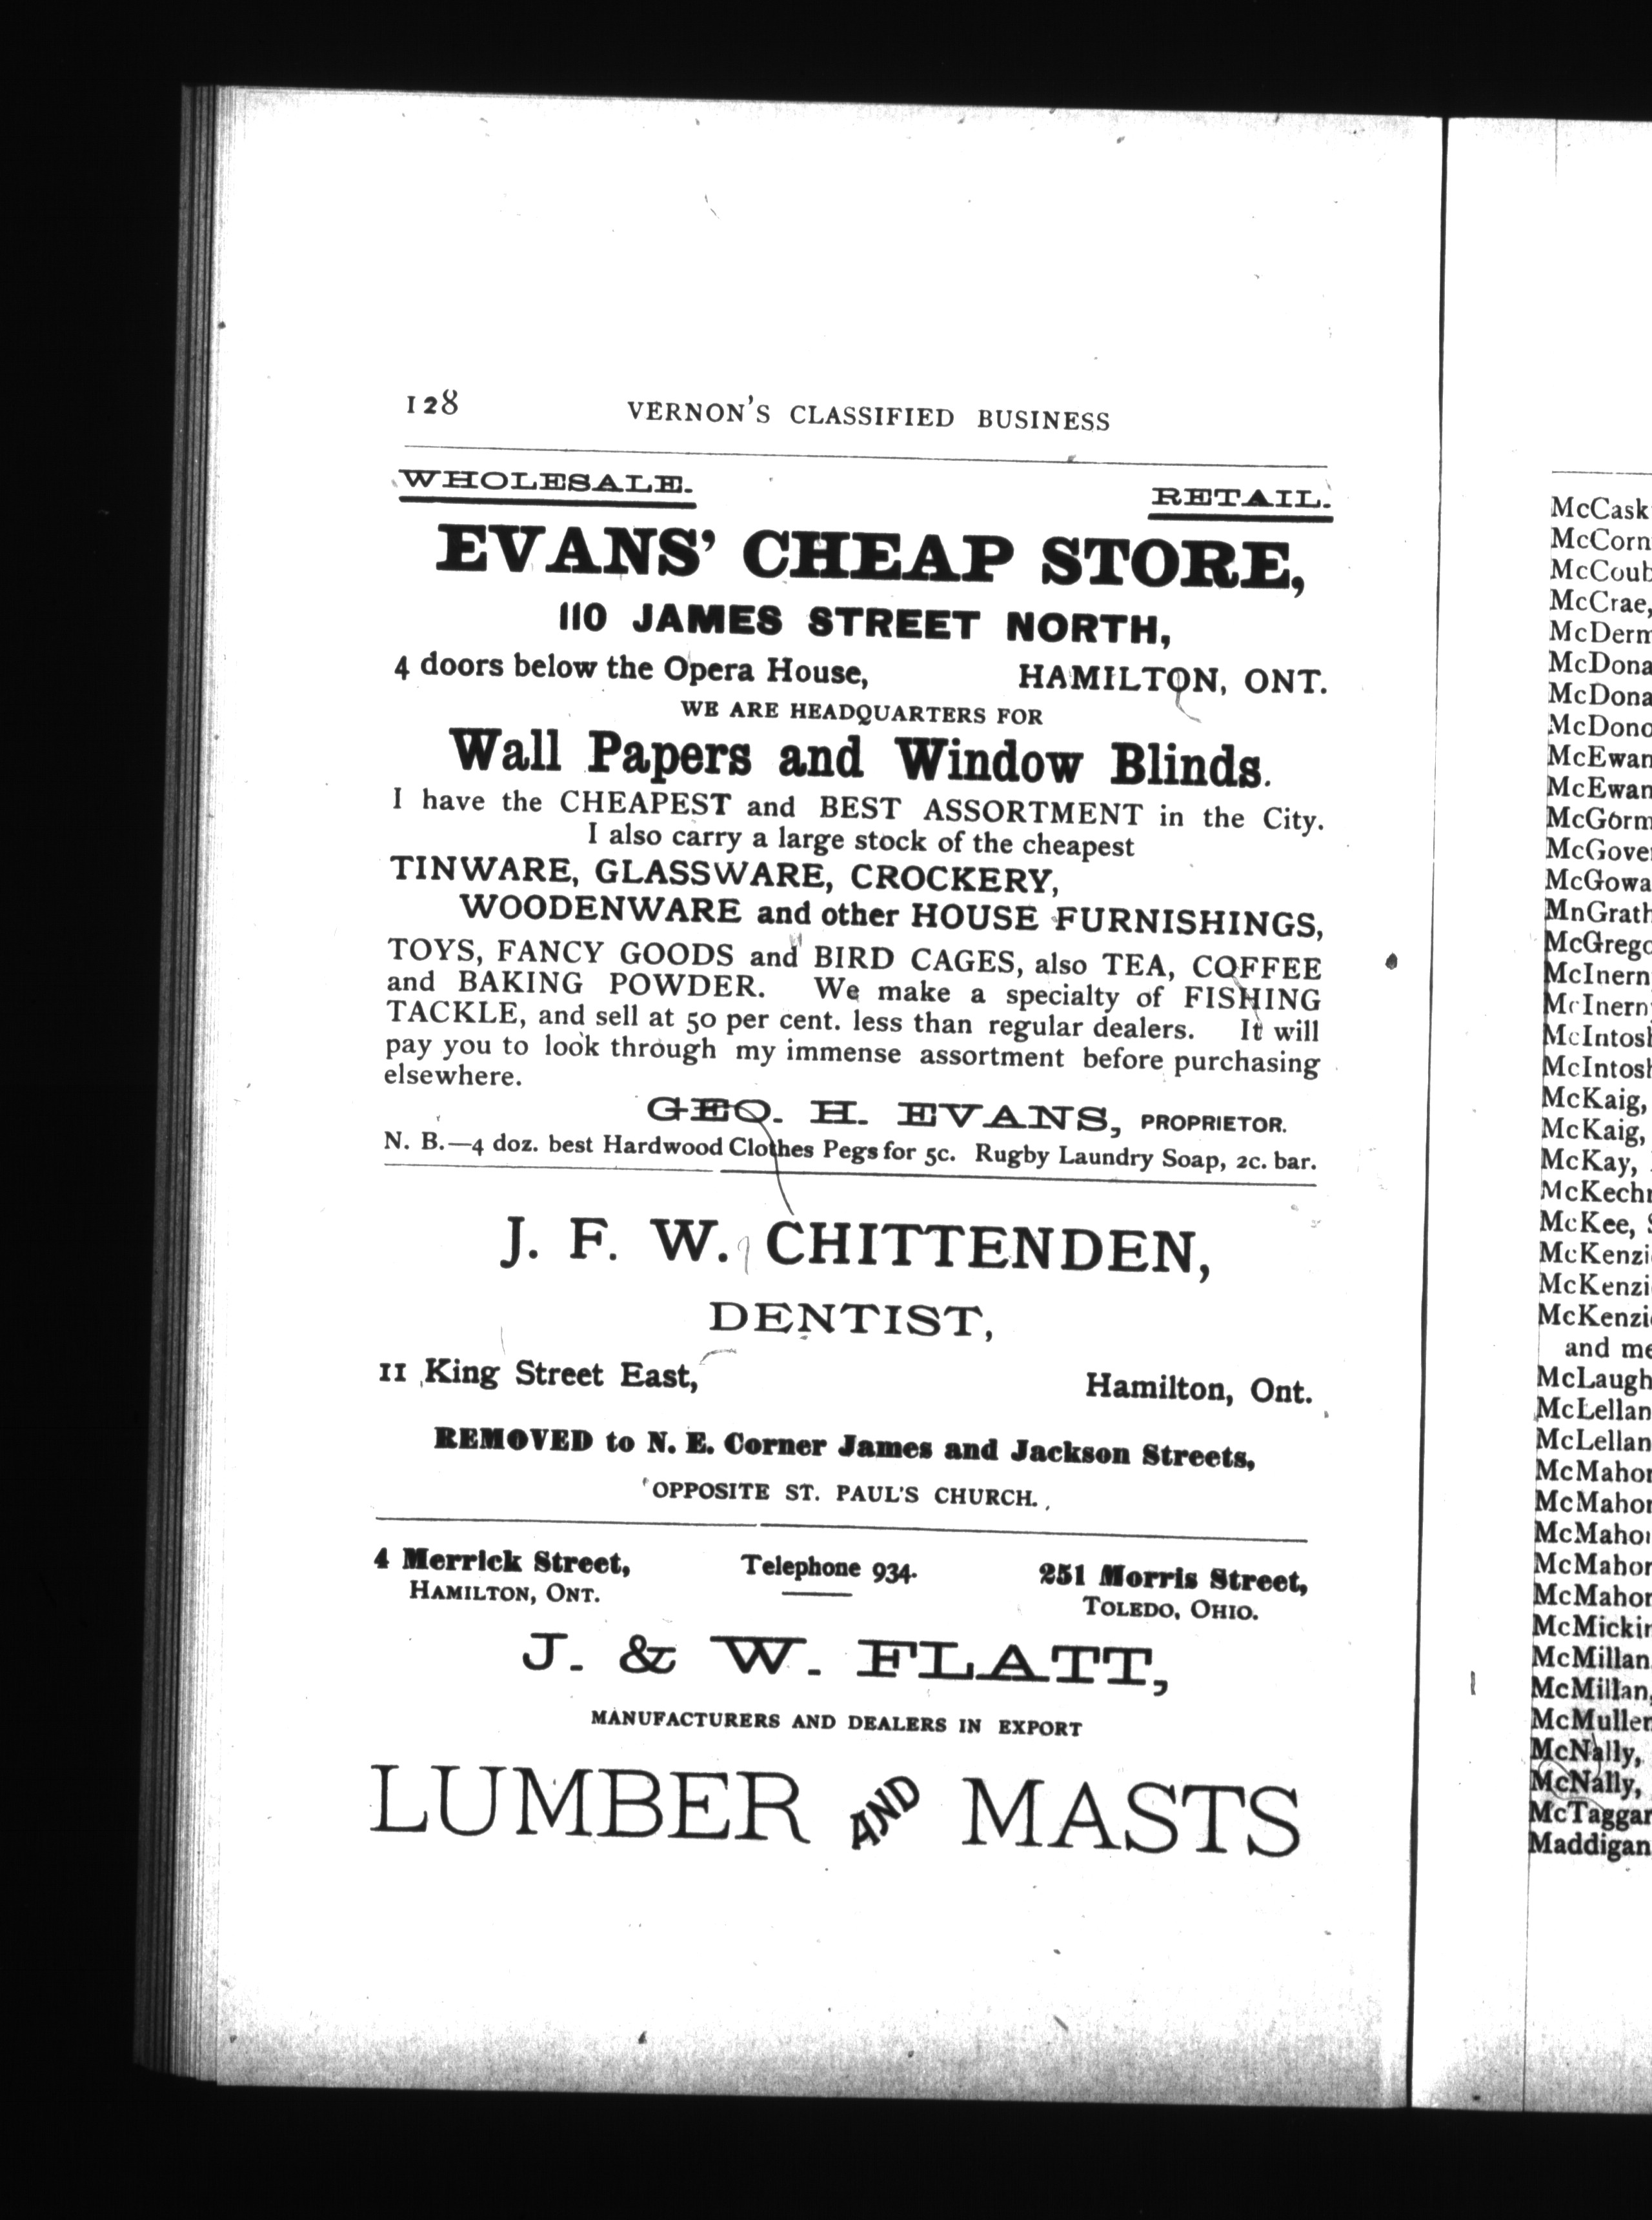 128 VERNON'S CLASSIFIED BUSINESS
WHOLESALE. RETAIL.
EVANS' CHEAP STORE,
110 JAMES STREET NORTH,
4 doors below the Opera House, HAMILTON, ONT.
WE ARE HEADQUARTERS FOR
Wall Papers and Window Blinds.
I have the CHEAPEST and BEST ASSORTMENT in the City.
I also carry a large stock of the cheapest
TINWARE, GLASSWARE, CROCKERY,
WOODENWARE and other HOUSE FURNISHINGS,
TOYS, FANCY GOODS and BIRD CAGES, also TEA, COFFEE
and BAKING POWDER. We make a specialty of FISHING
TACKLE, and sell at 50 per cent. less than regular dealers. It will
pay you to look through my immense assortment before purchasing
elsewhere.
GEO. H. EVANS, PROPRIETOR.
N. B.—4 doz. best Hardwood Clothes Pegs for 5c. Rugby Laundry Soap, 2c. bar.
J. F. W. CHITTENDEN,
DENTIST,
11 King Street East, Hamilton, Ont.
REMOVED to N. E. Corner James and Jackson Streets,
OPPOSITE ST. PAUL'S CHURCH.
4 Merrick Street, Telephone 934. 251 Morris Street,
HAMILTON, ONT. TOLEDO, OHIO.
J. & W. FLATT,
MANUFACTURERS AND DEALERS IN EXPORT
LUMBER AND MASTS
McCask
McCorn
McCoub
McCrae,
McDerm
McDona
McDona
McDono
McEwan
McEwan
McGorm
McGove
McGowa
MnGrath
McGrego
McInern
McInern
McIntosh
McIntosh
McKaig,
McKaig,
McKay,
McKechn
McKee, S
McKenzi
McKenzi
McKenzi
and me
McLaugh
McLellan
McLellan
McMahon
McMahon
McMahon
McMahon
McMahon
McMickin
McMillan
McMillan,
McMullen
McNally,
McNally,
McTaggar
Maddigan